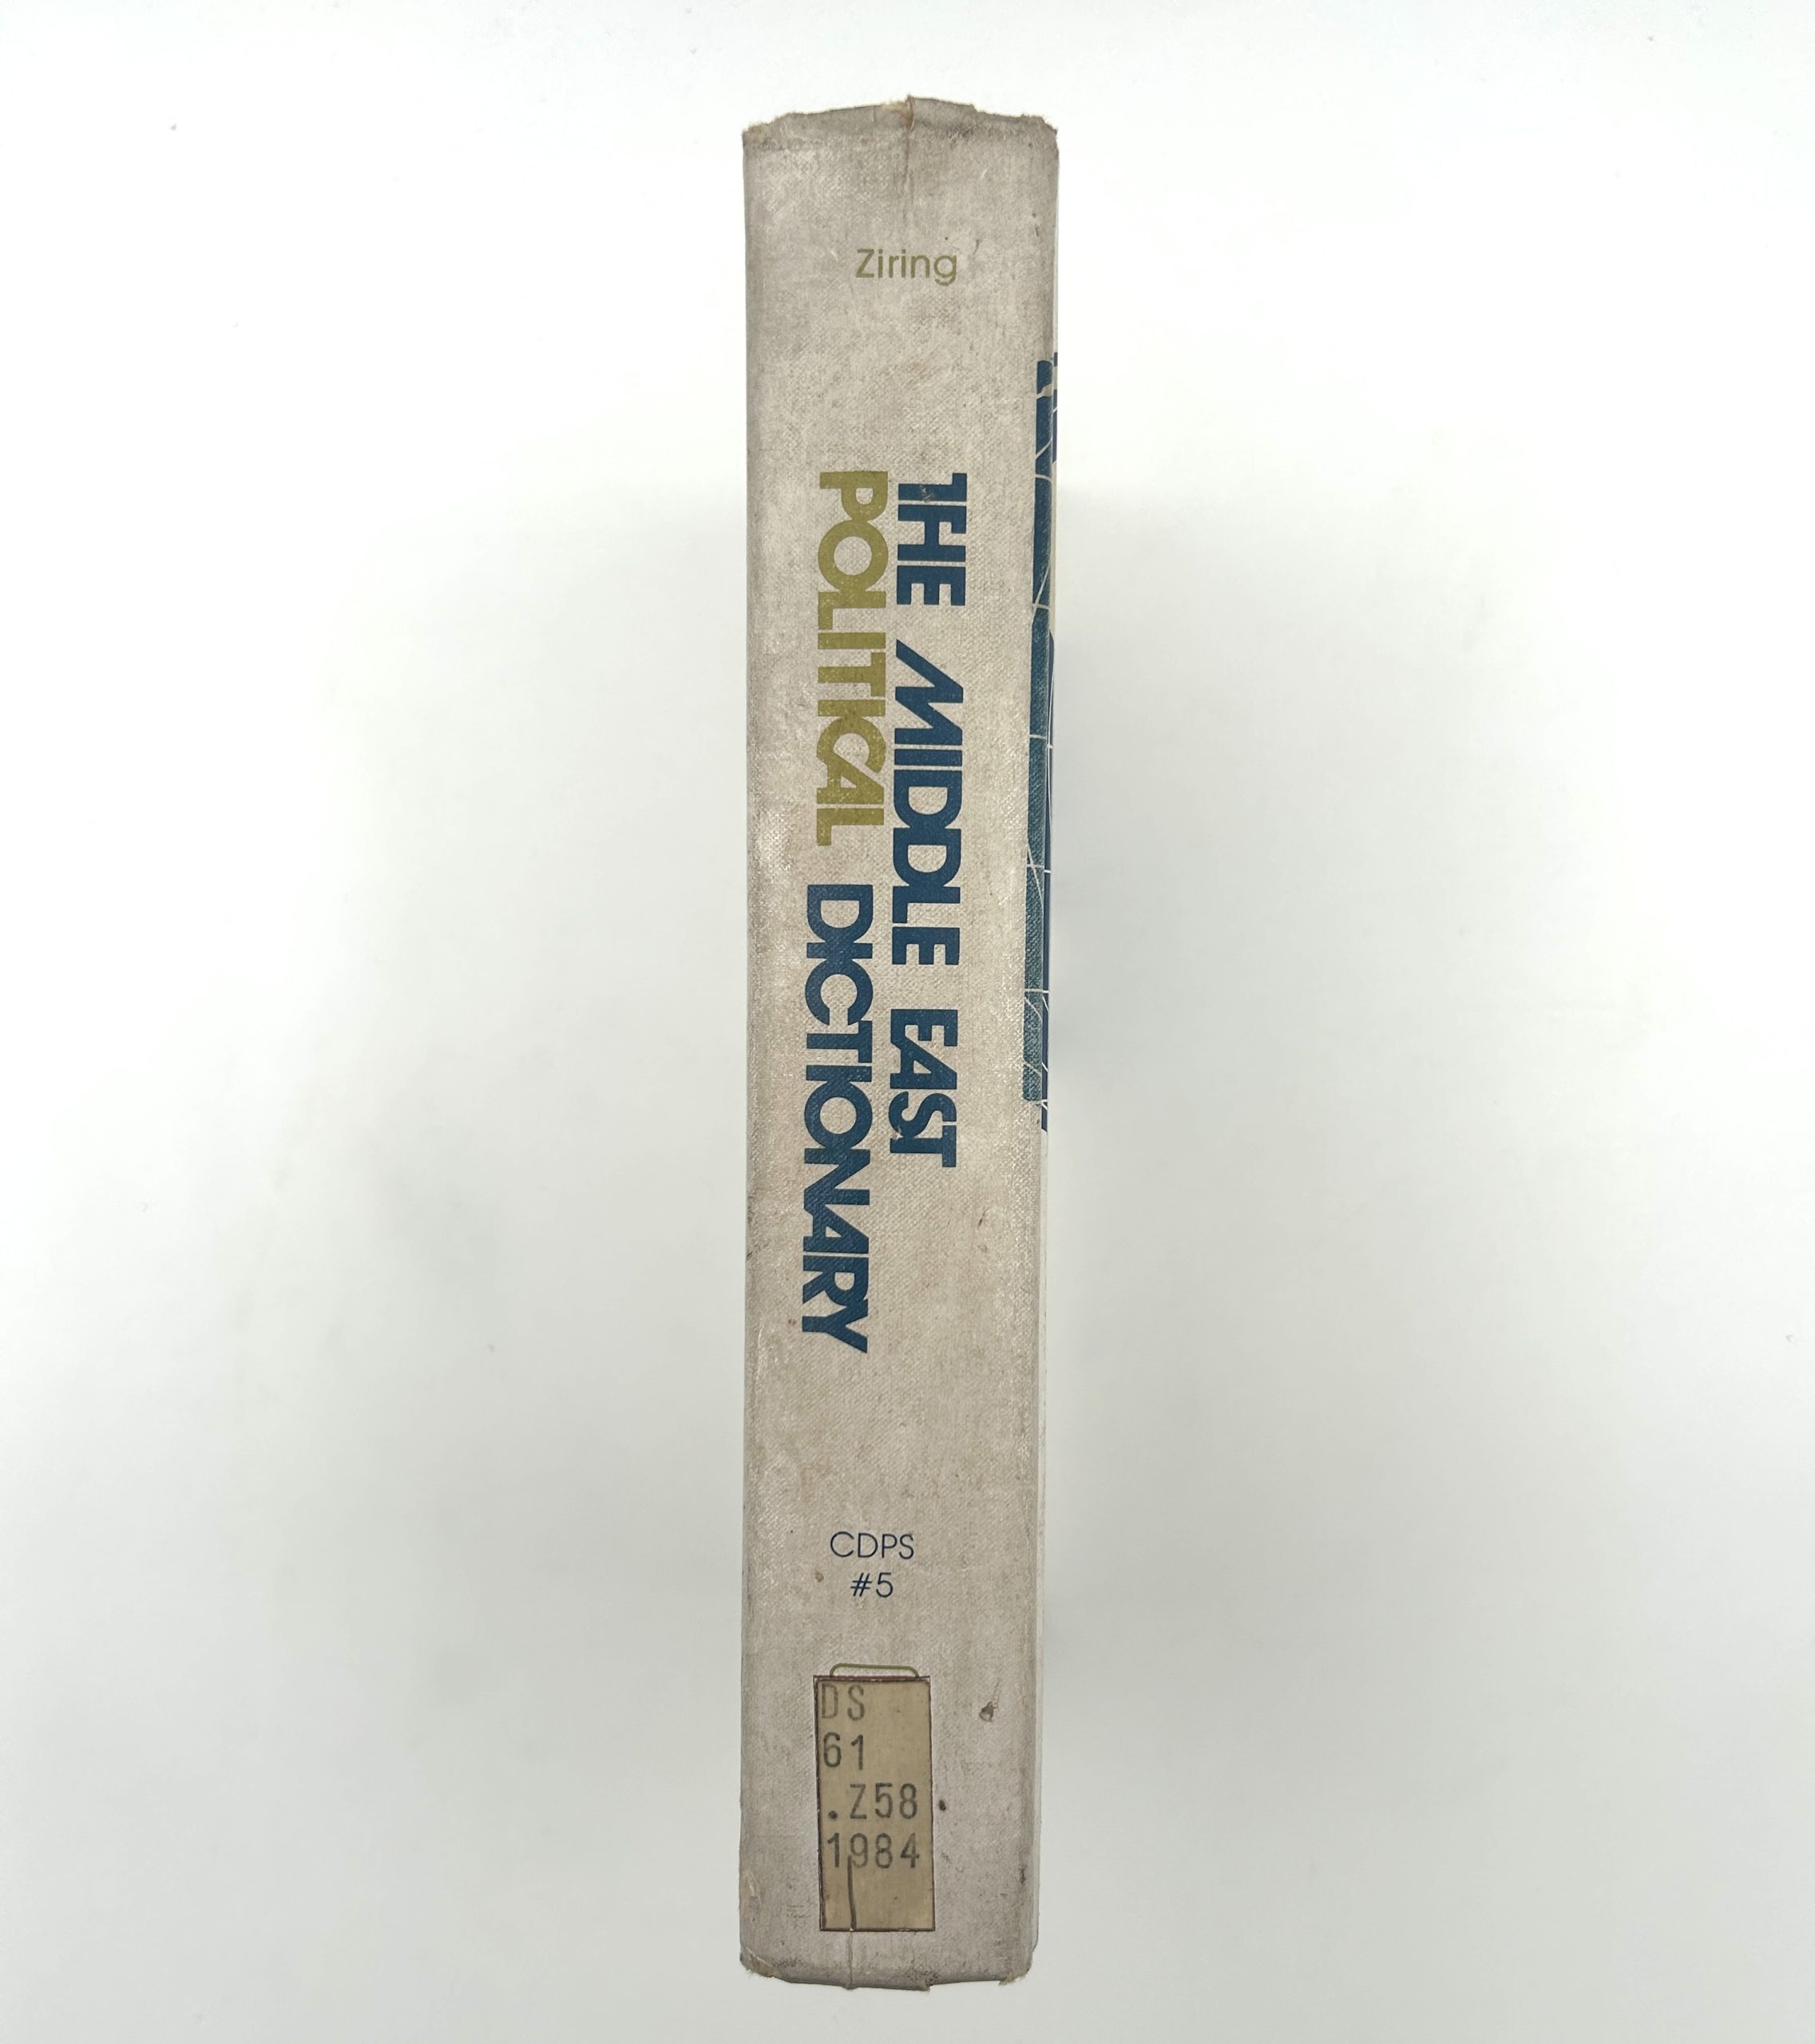 Ziring
THE MIDDLE EAST
POLITICAL DICTIONARY
CDPS
#5
DS
61
.Z58
1984